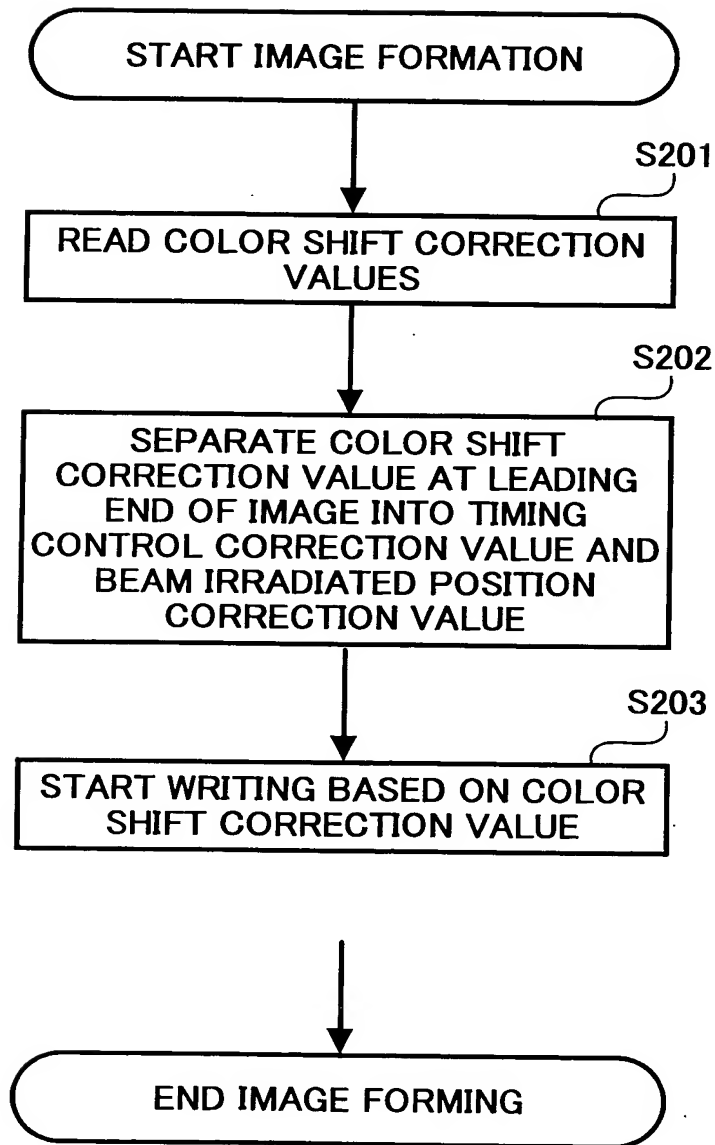 START IMAGE FORMATION
S201
READ COLOR SHIFT CORRECTION
VALUES
S202
SEPARATE COLOR SHIFT
CORRECTION VALUE AT LEADING
END OF IMAGE INTO TIMING
CONTROL CORRECTION VALUE AND
BEAM IRRADIATED POSITION
CORRECTION VALUE
S203
START WRITING BASED ON COLOR
SHIFT CORRECTION VALUE
END IMAGE FORMING